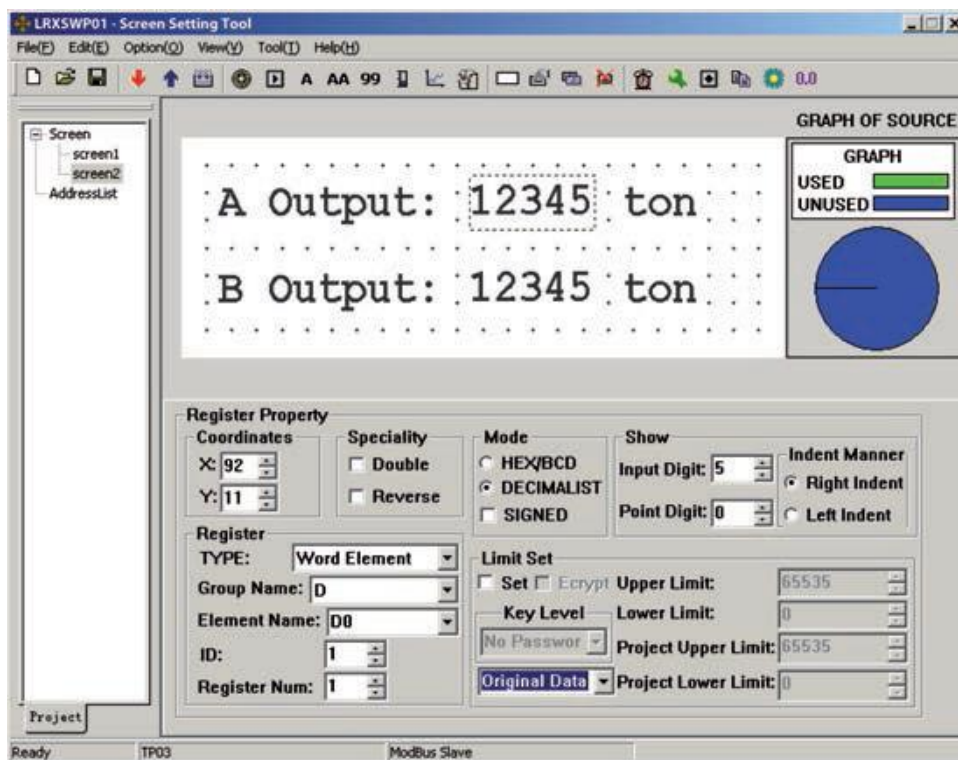 LRXSWP01 - Screen Setting Tool
File(F) Edit(E) Option(O) View(V) Tool(T) Help(H)
A AA 99 0.0
Screen
screen1
screen2
AddressList
Project
A Output: 12345 ton
B Output: 12345 ton
GRAPH OF SOURCE
GRAPH
USED
UNUSED
Register Property
Coordinates
X: 92
Y: 11
Speciality
Double
Reverse
Mode
HEX/BCD
DECIMALIST
SIGNED
Show
Input Digit: 5
Point Digit: 0
Indent Manner
Right Indent
Left Indent
Register
TYPE: Word Element
Group Name: D
Element Name: D0
ID: 1
Register Num: 1
Limit Set
Set Ecrypt Upper Limit: 65535
Key Level Lower Limit: 0
No Passwor Project Upper Limit: 65535
Original Data Project Lower Limit: 0
Ready TP03 ModBus Slave